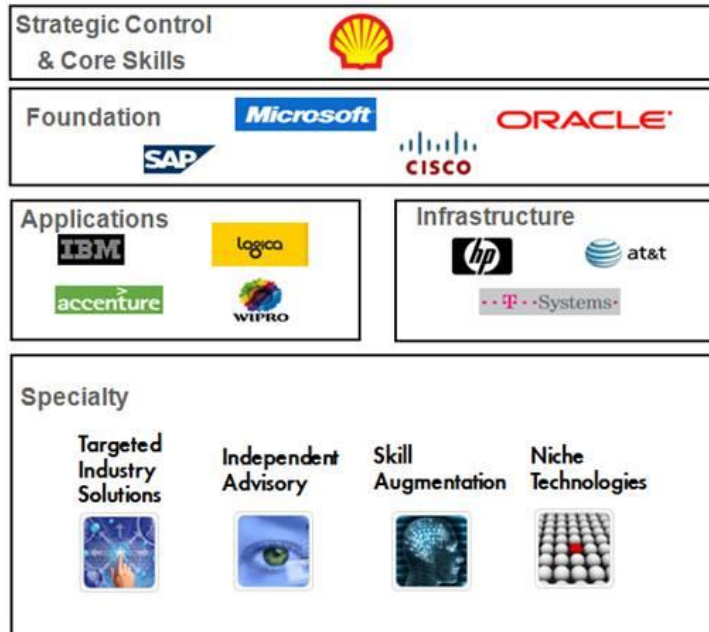 Strategic Control
& Core Skills
Foundation
Microsoft
ORACLE
SAP
CISCO
Applications
IBM
logica
accenture
WIPRO
Infrastructure
hp
at&t
T Systems
Specialty
Targeted
Industry
Solutions
Independent
Advisory
Skill
Augmentation
Niche
Technologies